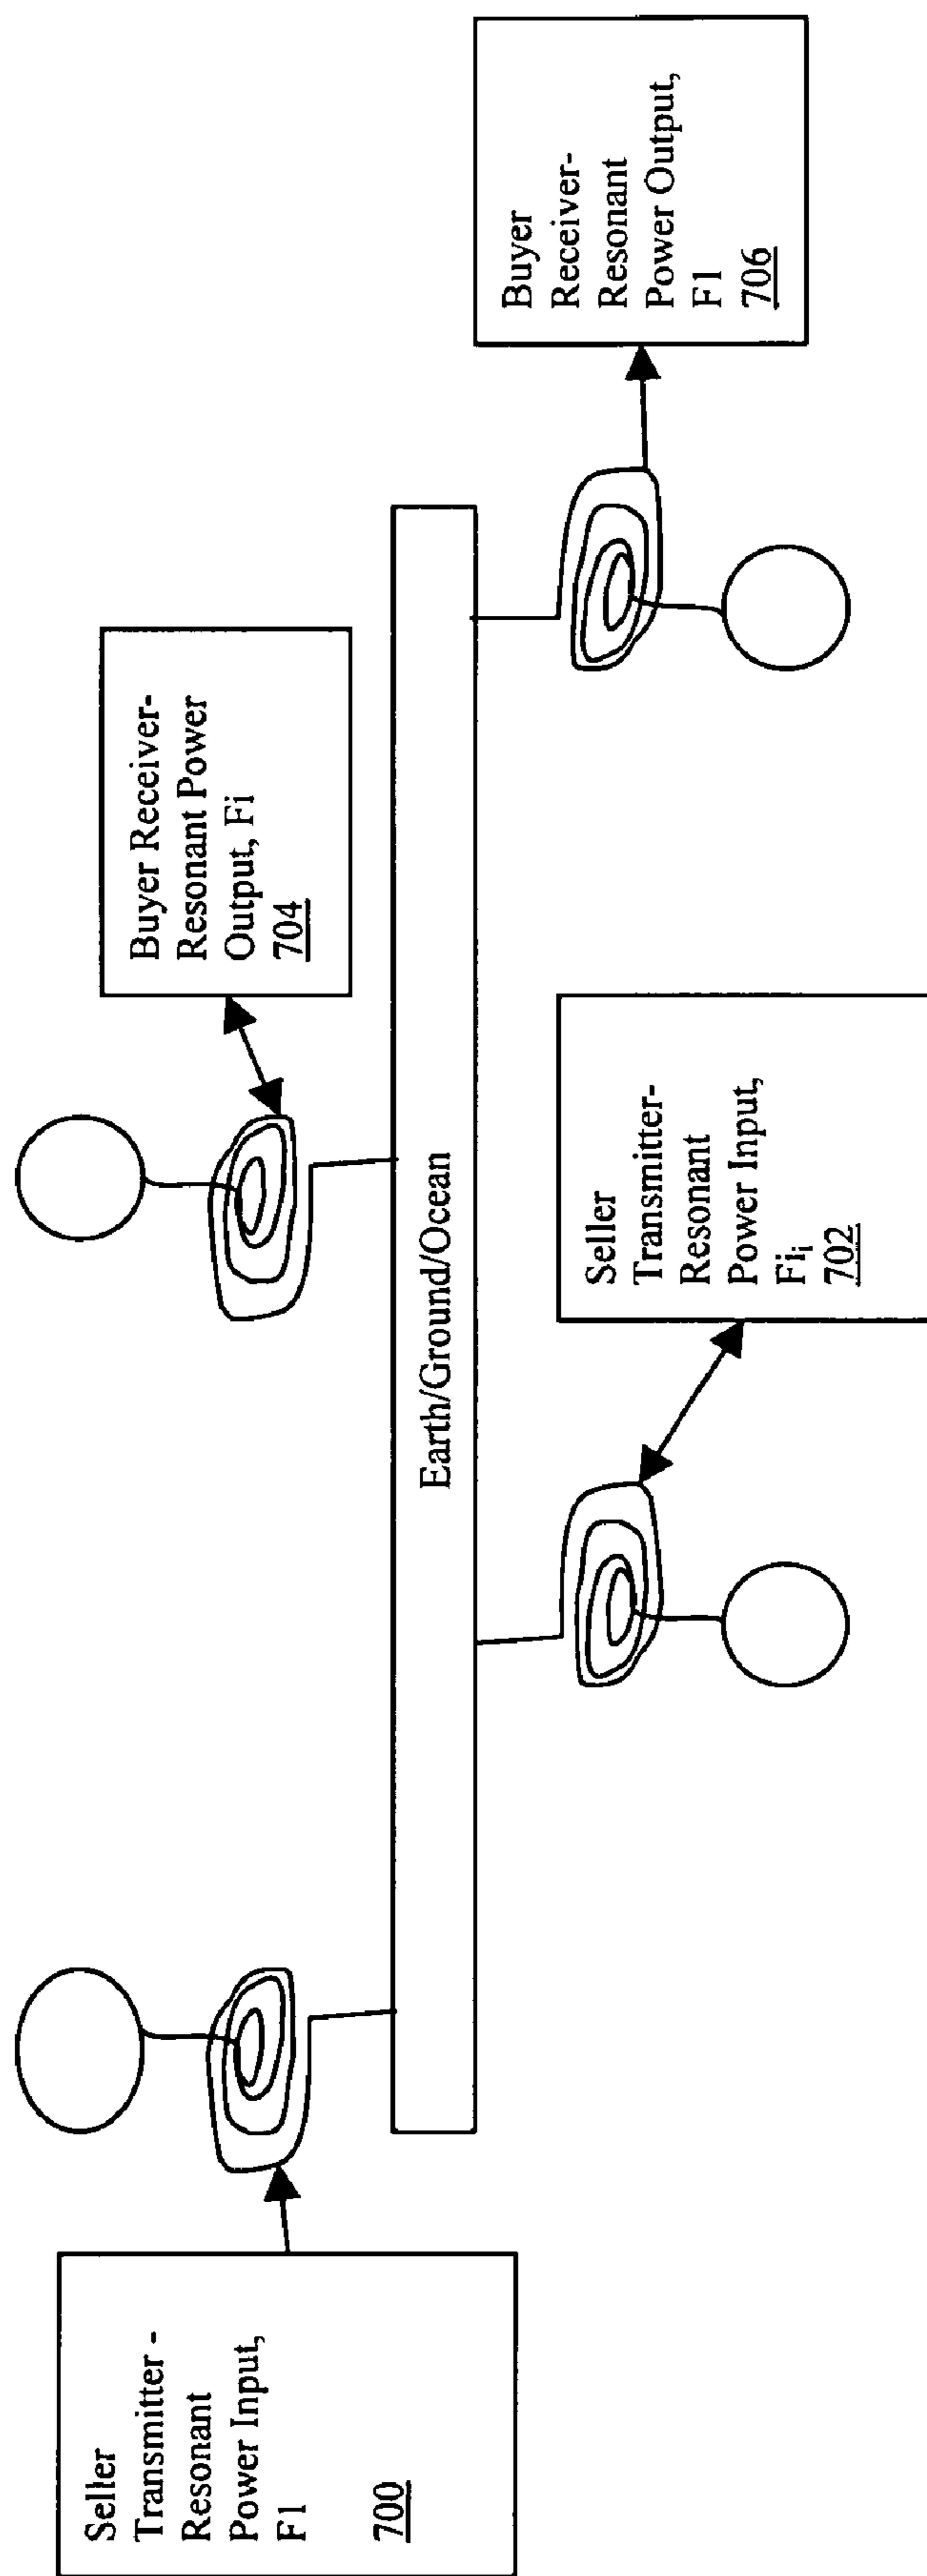 Seller
Transmitter -
Resonant
Power Input,
F1
700
Earth/Ground/Ocean
Buyer Receiver-
Resonant Power
Output, Fi
704
Seller
Transmitter-
Resonant
Power Input,
Fii
702
Buyer
Receiver-
Resonant
Power Output,
F1
706